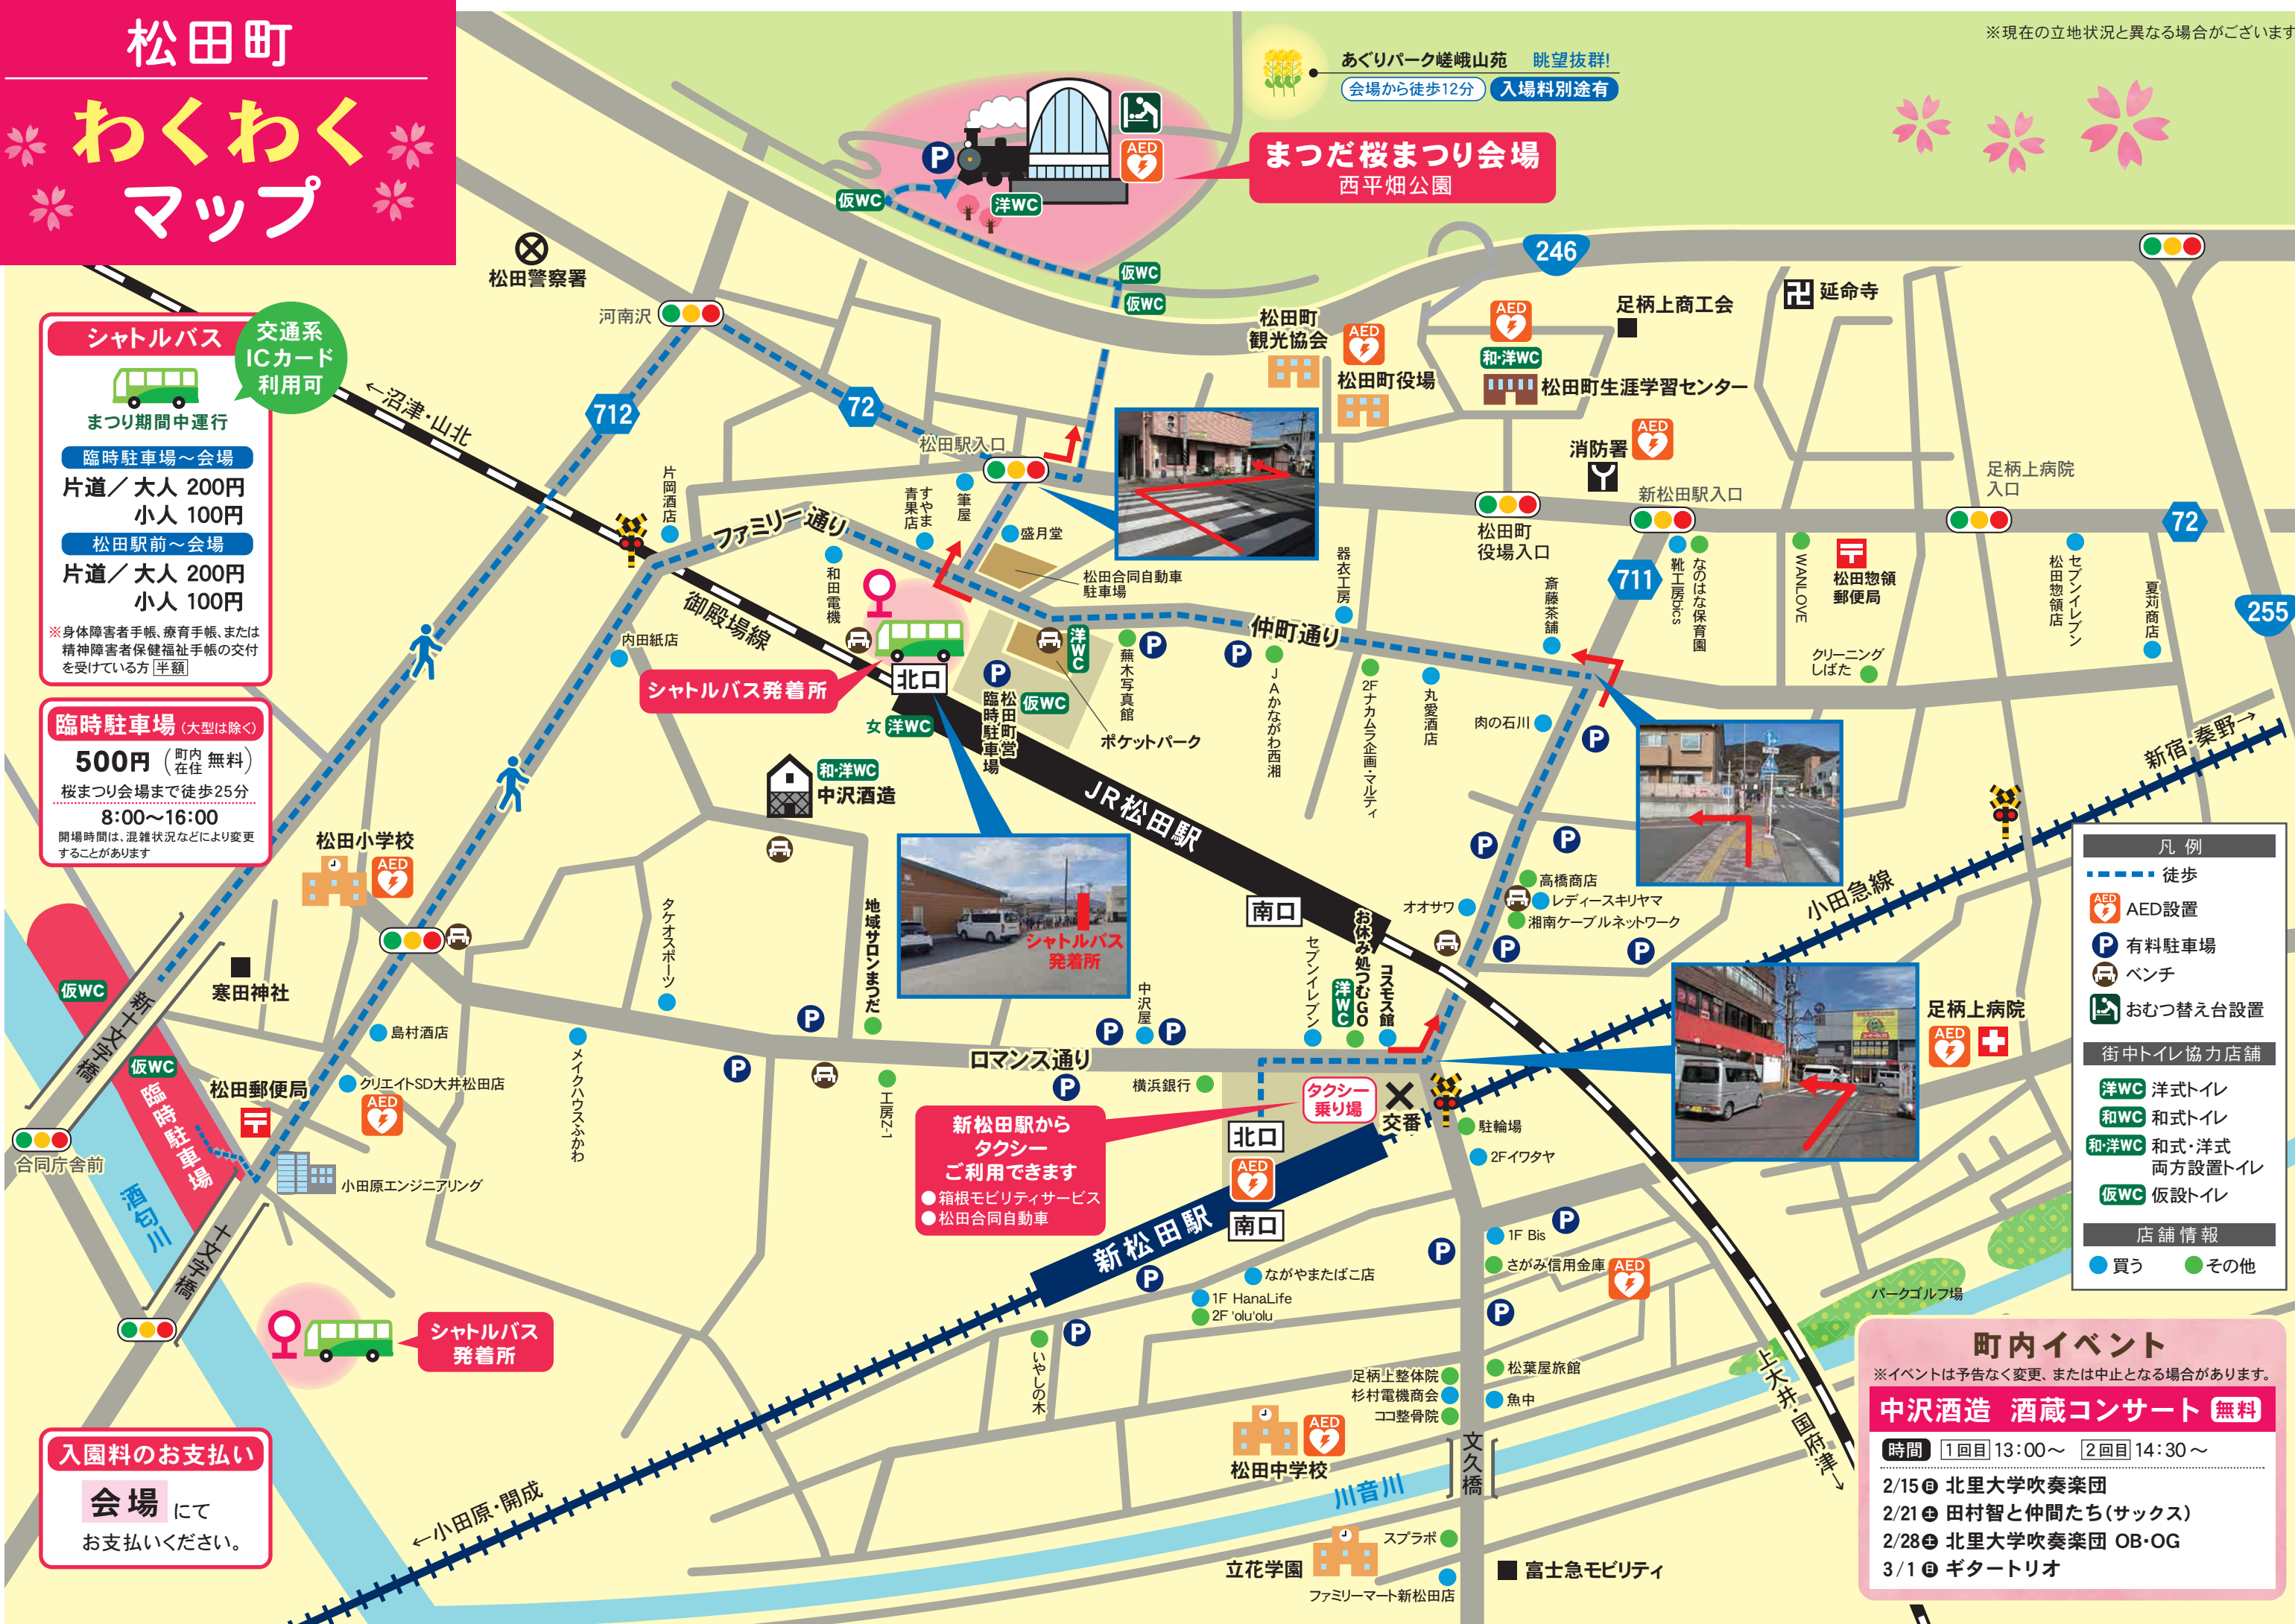 松田町
わくわく
マップ
※現在の立地状況と異なる場合がございます
あぐりパーク嵯峨山苑 眺望抜群!
会場から徒歩12分 入場料別途有
まつだ桜まつり会場
西平畑公園
P
AED
仮WC
洋WC
仮WC
仮WC
246
松田警察署
河南沢
712
72
←沼津・山北
シャトルバス
交通系
ICカード
利用可
まつり期間中運行
臨時駐車場~会場
片道/大人 200円
小人 100円
松田駅前~会場
片道/大人 200円
小人 100円
※身体障害者手帳、療育手帳、または
精神障害者保健福祉手帳の交付
を受けている方 半額
臨時駐車場(大型は除く)
500円(町内在住 無料)
桜まつり会場まで徒歩25分
8:00~16:00
開場時間は、混雑状況などにより変更
することがあります
松田町
観光協会
AED
松田町役場
AED
和・洋WC
足柄上商工会
松田町生涯学習センター
延命寺
消防署
AED
松田駅入口
松田町
役場入口
新松田駅入口
足柄上病院
入口
72
711
255
片岡酒店
ファミリー通り
すやま
青果店
筆屋
盛月堂
和田電機
松田合同自動車
駐車場
御殿場線
内田紙店
シャトルバス発着所
北口
女 洋WC
P
松田町営
臨時駐車場
仮WC
洋WC
ポケットパーク
蕪木写真館
P
P
JAかながわ西湘
仲町通り
器衣工房
2Fナカムラ企画・マルティ
丸愛酒店
斎藤茶舗
肉の石川
P
靴工房bics
なのはな保育園
WANLOVE
松田惣領
郵便局
クリーニング
しばた
セブンイレブン
松田惣領店
夏苅商店
新宿・秦野→
小田急線
和・洋WC
中沢酒造
JR松田駅
南口
シャトルバス
発着所
P
P
高橋商店
レディースキリヤマ
湘南ケーブルネットワーク
オオサワ
P
P
松田小学校
AED
寒田神社
仮WC
新十文字橋
仮WC
臨時駐車場
合同庁舎前
酒匂川
十文字橋
島村酒店
クリエイトSD大井松田店
AED
松田郵便局
小田原エンジニアリング
タケオスポーツ
メイクハウスふかわ
地域サロンまつだ
P
P
工房Z-1
ロマンス通り
P
中沢屋
P
P
横浜銀行
セブンイレブン
洋WC
お休み処つむGO
コスモス館
タクシー
乗り場
交番
新松田駅から
タクシー
ご利用できます
●箱根モビリティサービス
●松田合同自動車
北口
AED
南口
新松田駅
駐輪場
2Fイワタヤ
足柄上病院
AED
P
ながやまたばこ店
1F HanaLife
2F 'olu'olu
いやしの木
P
P
P
1F Bis
さがみ信用金庫
AED
P
松葉屋旅館
魚中
足柄上整体院
杉村電機商会
ココ整骨院
文久橋
松田中学校
AED
川音川
スプラポ
立花学園
ファミリーマート新松田店
富士急モビリティ
パークゴルフ場
上大井・国府津→
←小田原・開成
シャトルバス
発着所
入園料のお支払い
会場にて
お支払いください。
凡例
徒歩
AED AED設置
P 有料駐車場
ベンチ
おむつ替え台設置
街中トイレ協力店舗
洋WC 洋式トイレ
和WC 和式トイレ
和・洋WC 和式・洋式
両方設置トイレ
仮WC 仮設トイレ
店舗情報
●買う ●その他
町内イベント
※イベントは予告なく変更、または中止となる場合があります。
中沢酒造 酒蔵コンサート 無料
時間 1回目 13:00~ 2回目 14:30~
2/15日 北里大学吹奏楽団
2/21土 田村智と仲間たち(サックス)
2/28土 北里大学吹奏楽団 OB・OG
3/1日 ギタートリオ